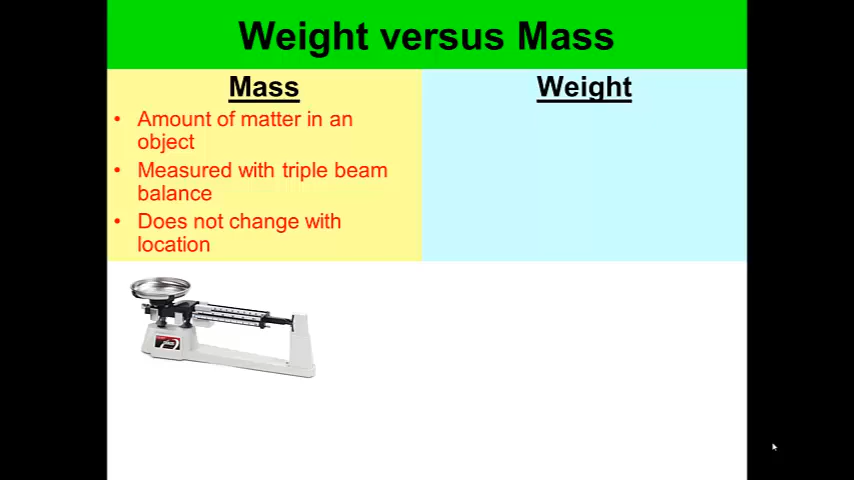 Weight versus Mass
Mass
• Amount of matter in an
object
• Measured with triple beam
balance
• Does not change with
location
Weight